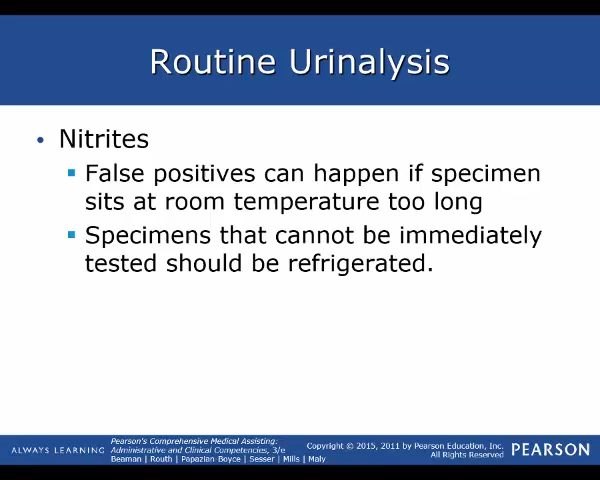 Routine Urinalysis
• Nitrites
▪ False positives can happen if specimen
sits at room temperature too long
▪ Specimens that cannot be immediately
tested should be refrigerated.
ALWAYS LEARNING
Pearson's Comprehensive Medical Assisting:
Administrative and Clinical Competencies, 3/e
Beaman | Routh | Papazian Boyce | Sesser | Mills | Maly
Copyright © 2015, 2011 by Pearson Education, Inc.
All Rights Reserved
PEARSON